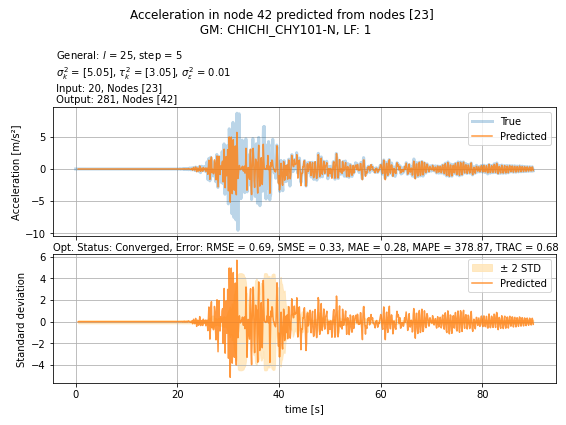 Acceleration in node 42 predicted from nodes [23]
GM: CHICHI_CHY101-N, LF: 1
General: l = 25, step = 5
σ²ₖ = [5.05], τ²ₖ = [3.05], σ²ₑ = 0.01
Input: 20, Nodes [23]
Output: 281, Nodes [42]
Acceleration [m/s²]
5
0
−5
−10
True
Predicted
Opt. Status: Converged, Error: RMSE = 0.69, SMSE = 0.33, MAE = 0.28, MAPE = 378.87, TRAC = 0.68
Standard deviation
6
4
2
0
−2
−4
± 2 STD
Predicted
0 20 40 60 80
time [s]